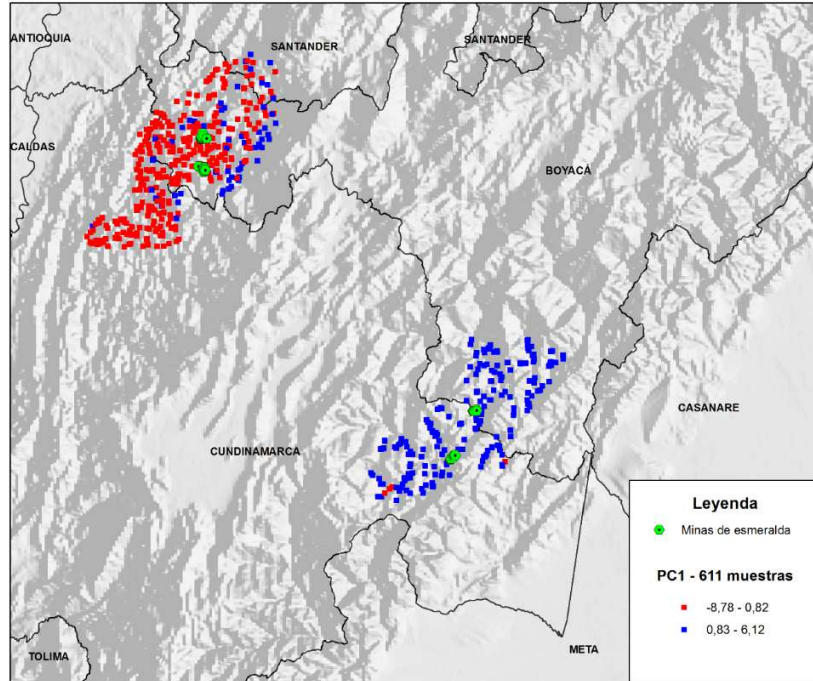 ANTIOQUIA
SANTANDER
SANTANDER
CALDAS
BOYACÁ
CASANARE
CUNDINAMARCA
Leyenda
Minas de esmeralda
PC1 - 611 muestras
-8,78 - 0,82
0,83 - 6,12
META
TOLIMA